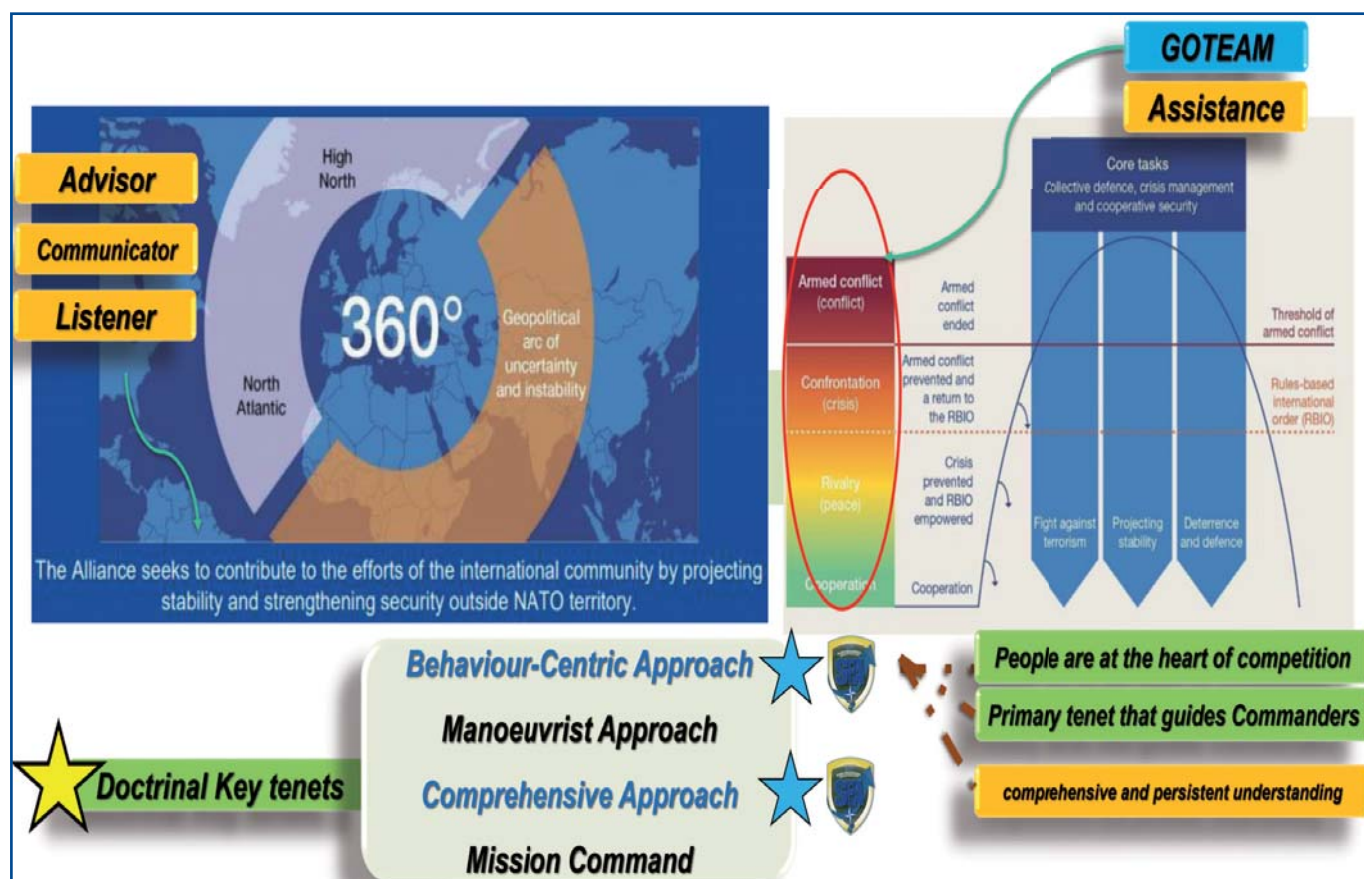 GOTEAM
Assistance
Advisor
Communicator
Listener
High
North
360°
North
Atlantic
Geopolitical
arc of
uncertainty
and instability
The Alliance seeks to contribute to the efforts of the international community by projecting
stability and strengthening security outside NATO territory.
Core tasks
Collective defence, crisis management
and cooperative security
Armed conflict
(conflict)
Armed
conflict
ended
Threshold of
armed conflict
Confrontation
(crisis)
Armed conflict
prevented and
a return to
the RBIO
Rules-based
international
order (RBIO)
Rivalry
(peace)
Crisis
prevented
and RBIO
empowered
Cooperation
Cooperation
Fight against
terrorism
Projecting
stability
Deterrence
and defence
Doctrinal Key tenets
Behaviour-Centric Approach
Manoeuvrist Approach
Comprehensive Approach
Mission Command
People are at the heart of competition
Primary tenet that guides Commanders
comprehensive and persistent understanding